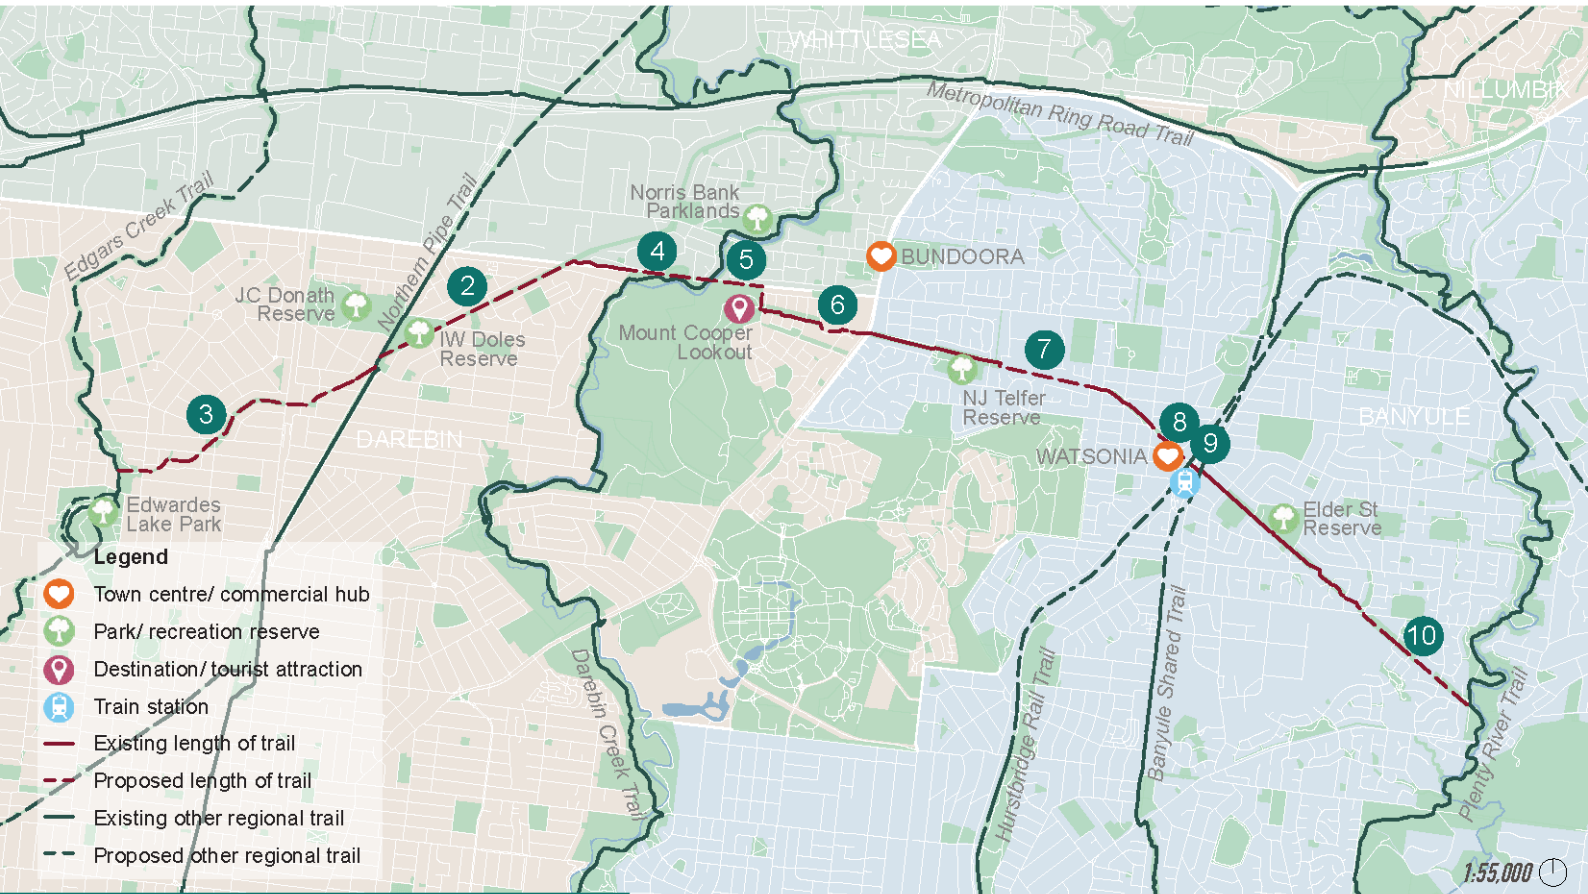 WHITTLESEA
NILLUMBIK
Metropolitan Ring Road Trail
Edgars Creek Trail
Northern Pipe Trail
Norris Bank
Parklands
4
5
BUNDOORA
2
JC Donath
Reserve
6
IW Doles
Reserve
Mount Cooper
Lookout
7
NJ Telfer
Reserve
3
DAREBIN
BANYULE
8
9
WATSONIA
Edwardes
Lake Park
Elder St
Reserve
10
Darebin Creek Trail
Hurstbridge Rail Trail
Banyule Shared Trail
Plenty River Trail
Legend
Town centre/ commercial hub
Park/ recreation reserve
Destination/ tourist attraction
Train station
Existing length of trail
Proposed length of trail
Existing other regional trail
Proposed other regional trail
1:55,000